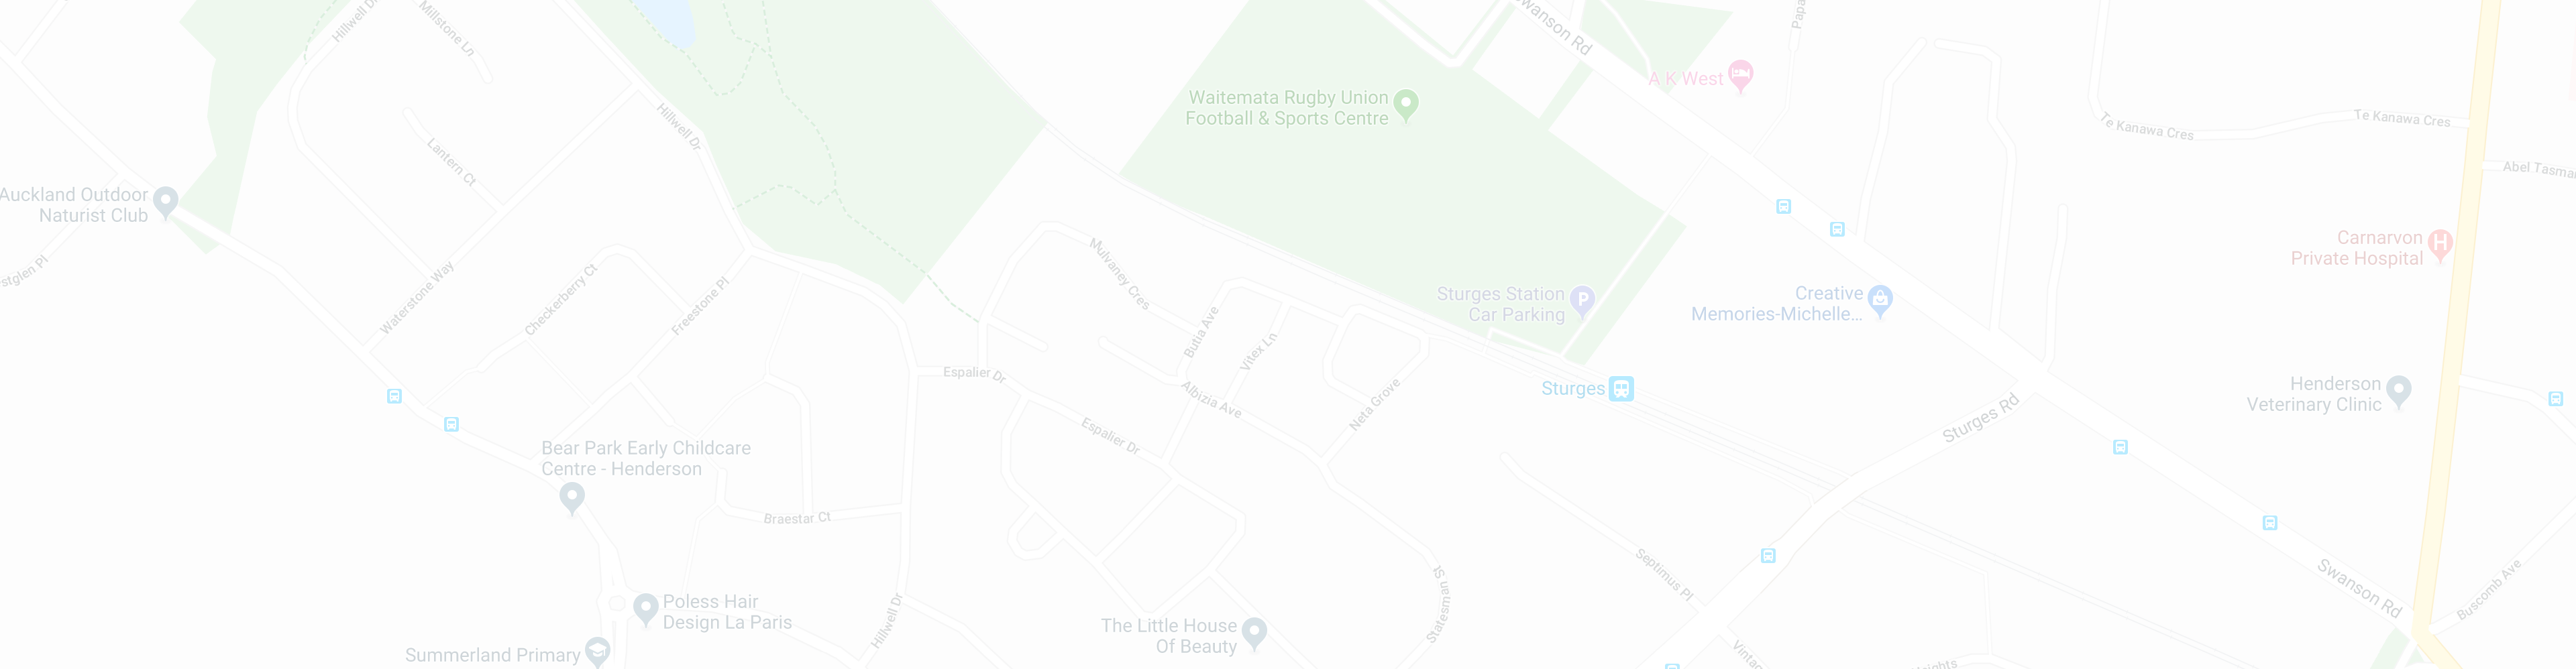 Hillwell Dr
Millstone Ln
Swanson Rd
Papa
A K West
Waitemata Rugby Union
Football & Sports Centre
Hillwell Dr
Te Kanawa Cres
Te Kanawa Cres
Lantern Ct
Abel Tasma
Auckland Outdoor
Naturist Club
stglen Pl
Waterstone Way
Checkerberry Ct
Freestone Pl
Mulvaney Cres
Carnarvon
Private Hospital
H
Sturges Station
Car Parking
P
Creative
Memories-Michelle...
Butia Ave
Vitex Ln
Espalier Dr
Albizia Ave
Neta Grove
Sturges
Henderson
Veterinary Clinic
Sturges Rd
Espalier Dr
Bear Park Early Childcare
Centre - Henderson
Braestar Ct
Septimus Pl
Statesman St
Swanson Rd
Buscomb Ave
Poless Hair
Design La Paris
Hillwell Dr
The Little House
Of Beauty
Summerland Primary
Vintag
eights